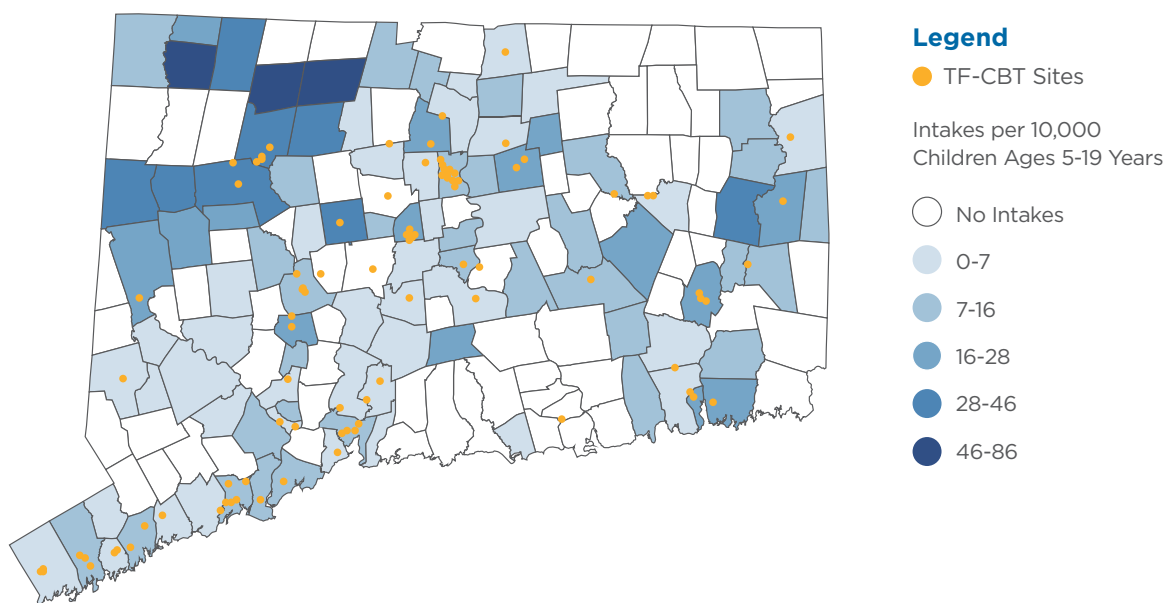 Legend
TF-CBT Sites
Intakes per 10,000
Children Ages 5-19 Years
No Intakes
0-7
7-16
16-28
28-46
46-86